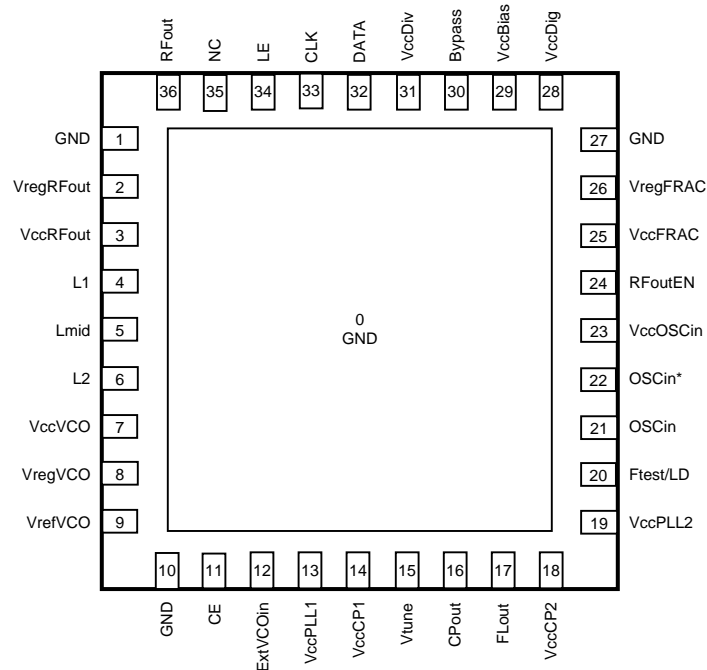 RFout
NC
LE
CLK
DATA
VccDiv
Bypass
VccBias
VccDig
36
35
34
33
32
31
30
29
28
GND 1
VregRFout 2
VccRFout 3
L1 4
Lmid 5
L2 6
VccVCO 7
VregVCO 8
VrefVCO 9
0
GND
27 GND
26 VregFRAC
25 VccFRAC
24 RFoutEN
23 VccOSCin
22 OSCin*
21 OSCin
20 Ftest/LD
19 VccPLL2
10
11
12
13
14
15
16
17
18
GND
CE
ExtVCOin
VccPLL1
VccCP1
Vtune
CPout
FLout
VccCP2